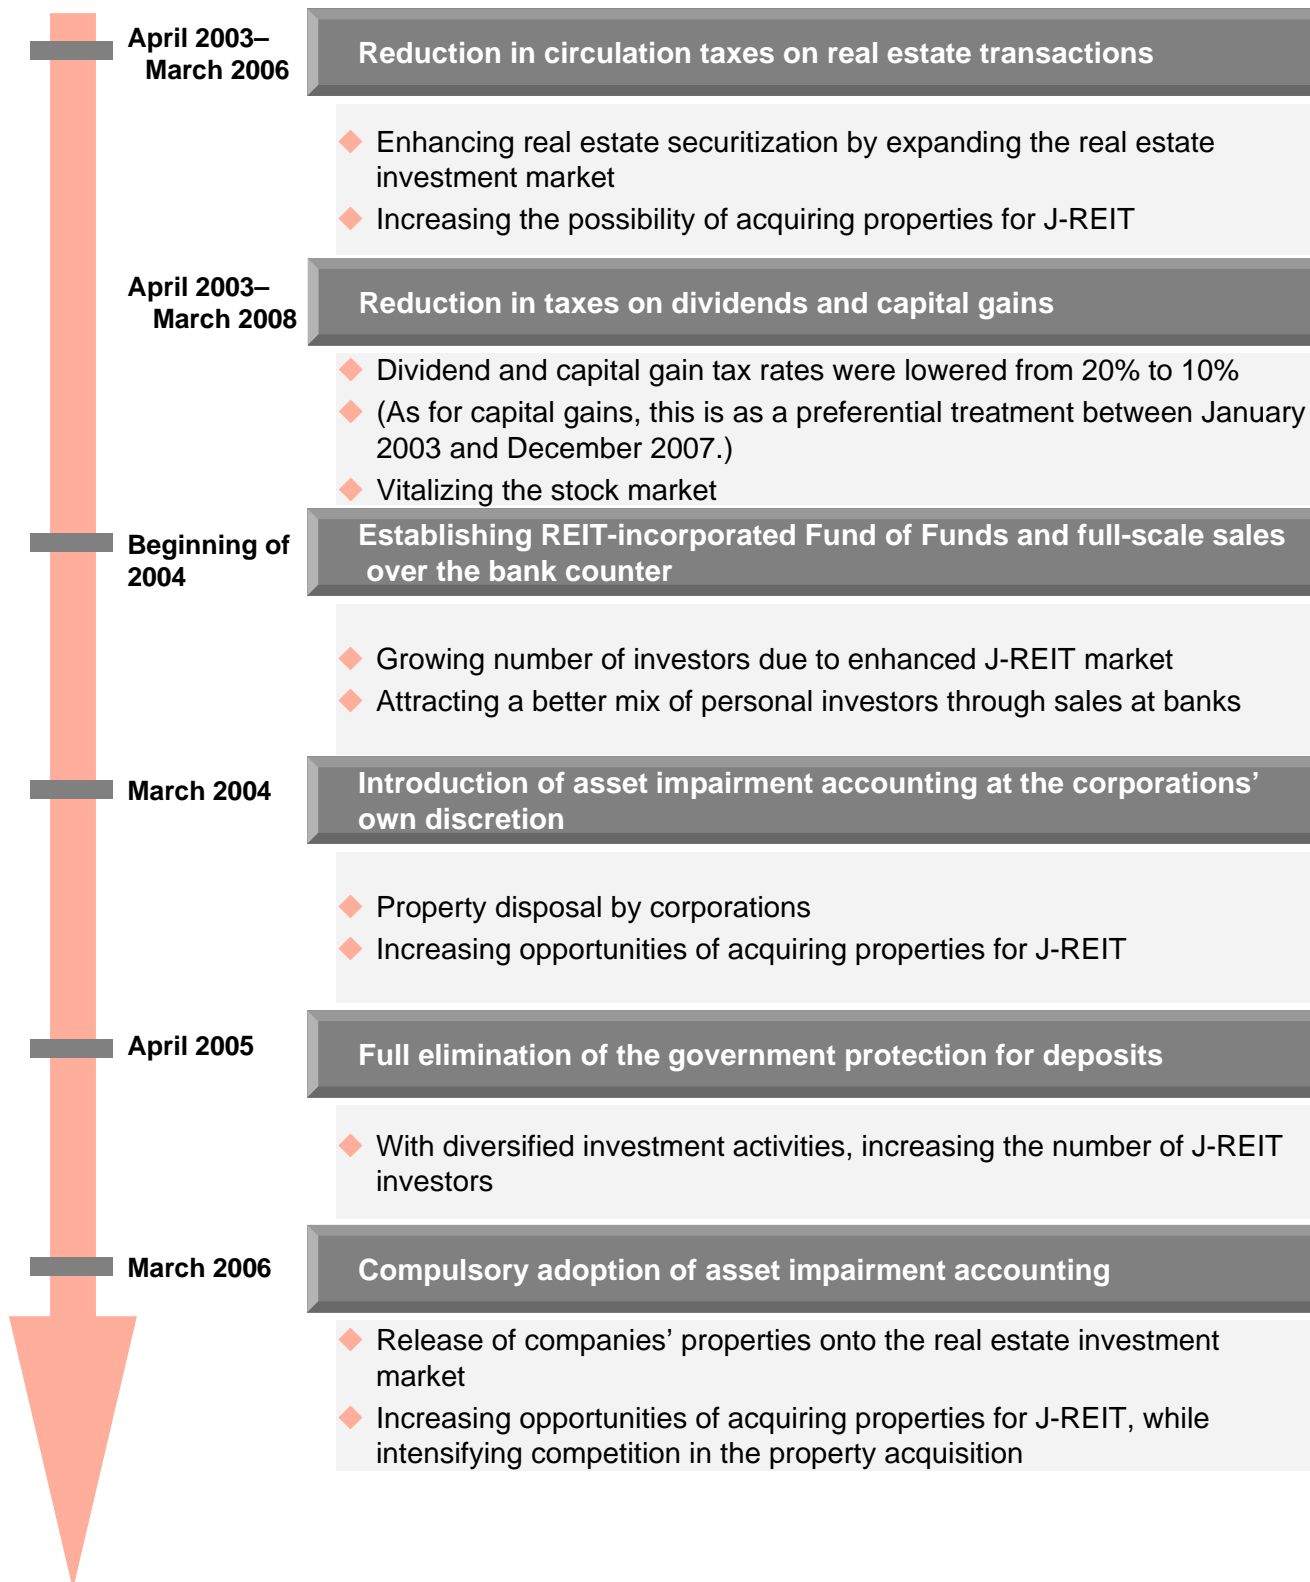 April 2003–
March 2006
Reduction in circulation taxes on real estate transactions
Enhancing real estate securitization by expanding the real estate
investment market
Increasing the possibility of acquiring properties for J-REIT
April 2003–
March 2008
Reduction in taxes on dividends and capital gains
Dividend and capital gain tax rates were lowered from 20% to 10%
(As for capital gains, this is as a preferential treatment between January
2003 and December 2007.)
Vitalizing the stock market
Beginning of
2004
Establishing REIT-incorporated Fund of Funds and full-scale sales
over the bank counter
Growing number of investors due to enhanced J-REIT market
Attracting a better mix of personal investors through sales at banks
March 2004
Introduction of asset impairment accounting at the corporations’
own discretion
Property disposal by corporations
Increasing opportunities of acquiring properties for J-REIT
April 2005
Full elimination of the government protection for deposits
With diversified investment activities, increasing the number of J-REIT
investors
March 2006
Compulsory adoption of asset impairment accounting
Release of companies’ properties onto the real estate investment
market
Increasing opportunities of acquiring properties for J-REIT, while
intensifying competition in the property acquisition